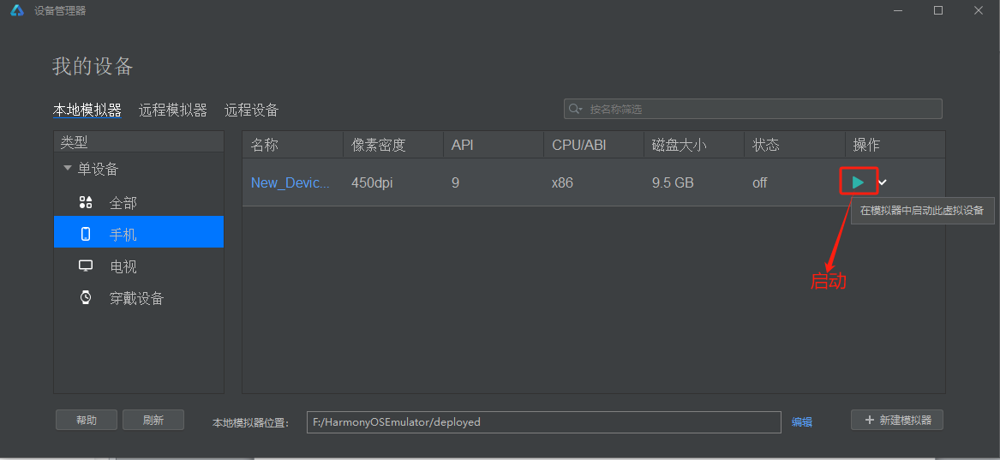 设备管理器
我的设备
本地模拟器 远程模拟器 远程设备
按名称筛选
类型
单设备
全部
手机
电视
穿戴设备
名称 像素密度 API CPU/ABI 磁盘大小 状态 操作
New_Devic... 450dpi 9 x86 9.5 GB off
在模拟器中启动此虚拟设备
启动
帮助 刷新 本地模拟器位置： F:/HarmonyOSEmulator/deployed 编辑 + 新建模拟器